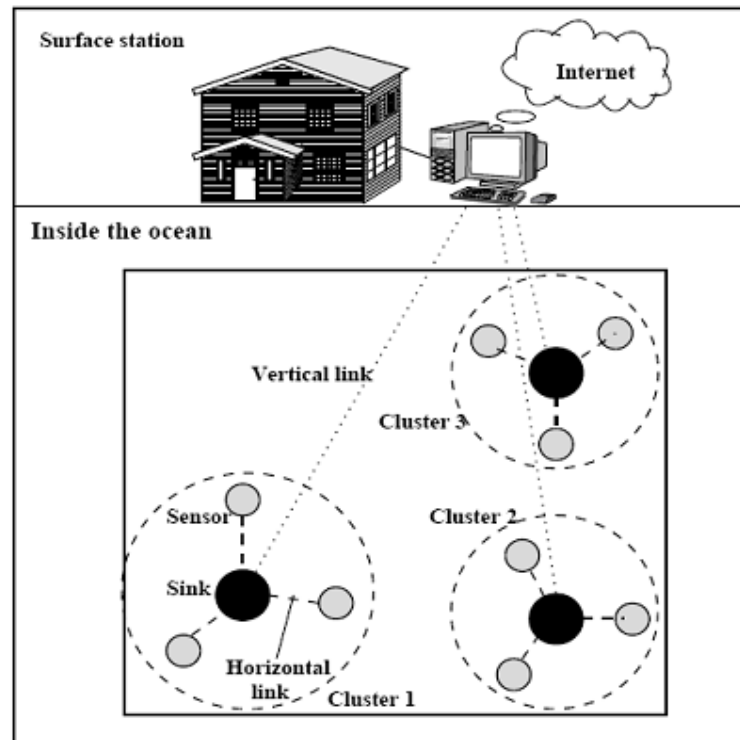 Surface station
Internet
Inside the ocean
Vertical link
Cluster 3
Sensor
Cluster 2
Sink
Horizontal
link
Cluster 1